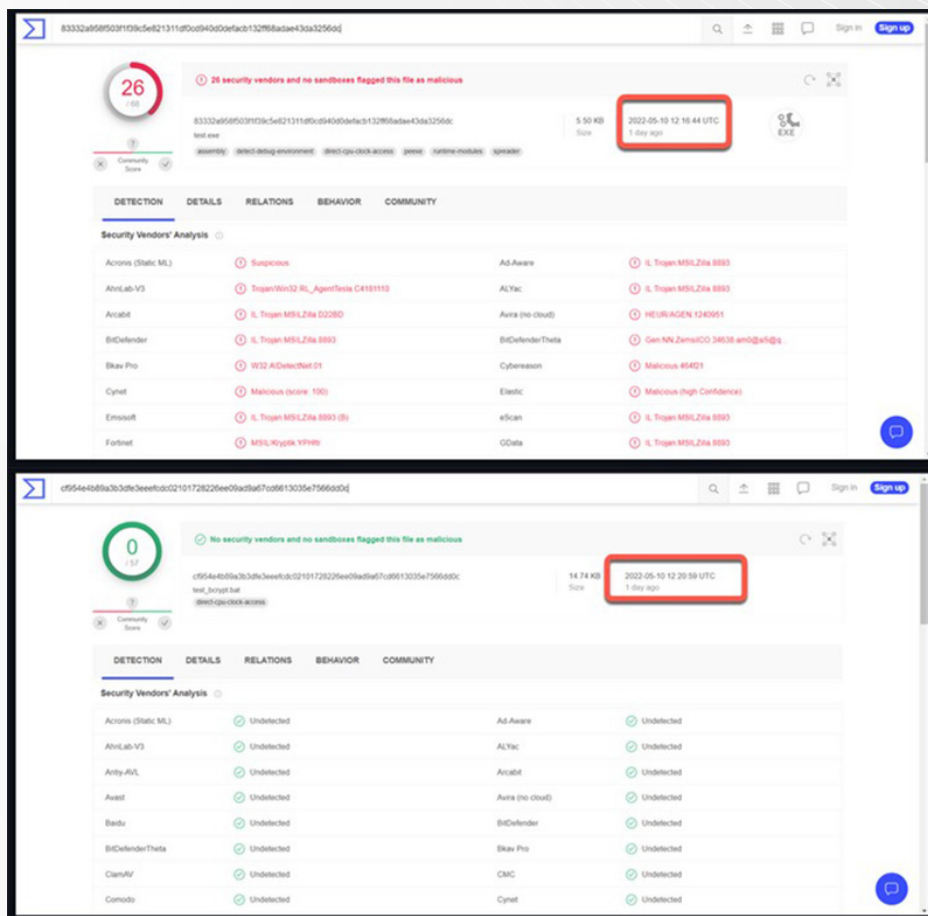 83332a958f503f1f39c5e821311df0cd940d0defacb132ff68adae43da3256dc
Sign in Sign up
26
/ 68
26 security vendors and no sandboxes flagged this file as malicious
83332a958f503f1f39c5e821311df0cd940d0defacb132ff68adae43da3256dc
test.exe
assembly detect-debug-environment direct-cpu-clock-access peexe runtime-modules spreader
5.50 KB
Size
2022-05-10 12:16:44 UTC
1 day ago
EXE
?
Community
Score
DETECTION DETAILS RELATIONS BEHAVIOR COMMUNITY
Security Vendors' Analysis
Acronis (Static ML) Suspicious Ad-Aware IL:Trojan.MSILZilla.8893
AhnLab-V3 Trojan/Win32.RL_AgentTesla.C4181110 ALYac IL:Trojan.MSILZilla.8893
Arcabit IL:Trojan.MSILZilla.D22BD Avira (no cloud) HEUR/AGEN.1240951
BitDefender IL:Trojan.MSILZilla.8893 BitDefenderTheta
Bkav Pro W32.AIDetectNet.01 Cybereason Malicious.464f21
Cynet Malicious (score: 100) Elastic Malicious (high Confidence)
Emsisoft IL:Trojan.MSILZilla.8893 (B) eScan IL:Trojan.MSILZilla.8893
Fortinet MSIL/Kryptik.YPH!tr GData IL:Trojan.MSILZilla.8893
cf954e4b89a3b3dfe3eeefcdc02101728226ee09ad9a67cd6613035e7566dd0c
Sign in Sign up
0
/ 57
No security vendors and no sandboxes flagged this file as malicious
cf954e4b89a3b3dfe3eeefcdc02101728226ee09ad9a67cd6613035e7566dd0c
test_bcrypt.bat
direct-cpu-clock-access
14.74 KB
Size
2022-05-10 12:20:59 UTC
1 day ago
?
Community
Score
DETECTION DETAILS RELATIONS BEHAVIOR COMMUNITY
Security Vendors' Analysis
Acronis (Static ML) Undetected Ad-Aware Undetected
AhnLab-V3 Undetected ALYac Undetected
Antiy-AVL Undetected Arcabit Undetected
Avast Undetected Avira (no cloud) Undetected
Baidu Undetected BitDefender Undetected
BitDefenderTheta Undetected Bkav Pro Undetected
ClamAV Undetected CMC Undetected
Comodo Undetected Cynet Undetected